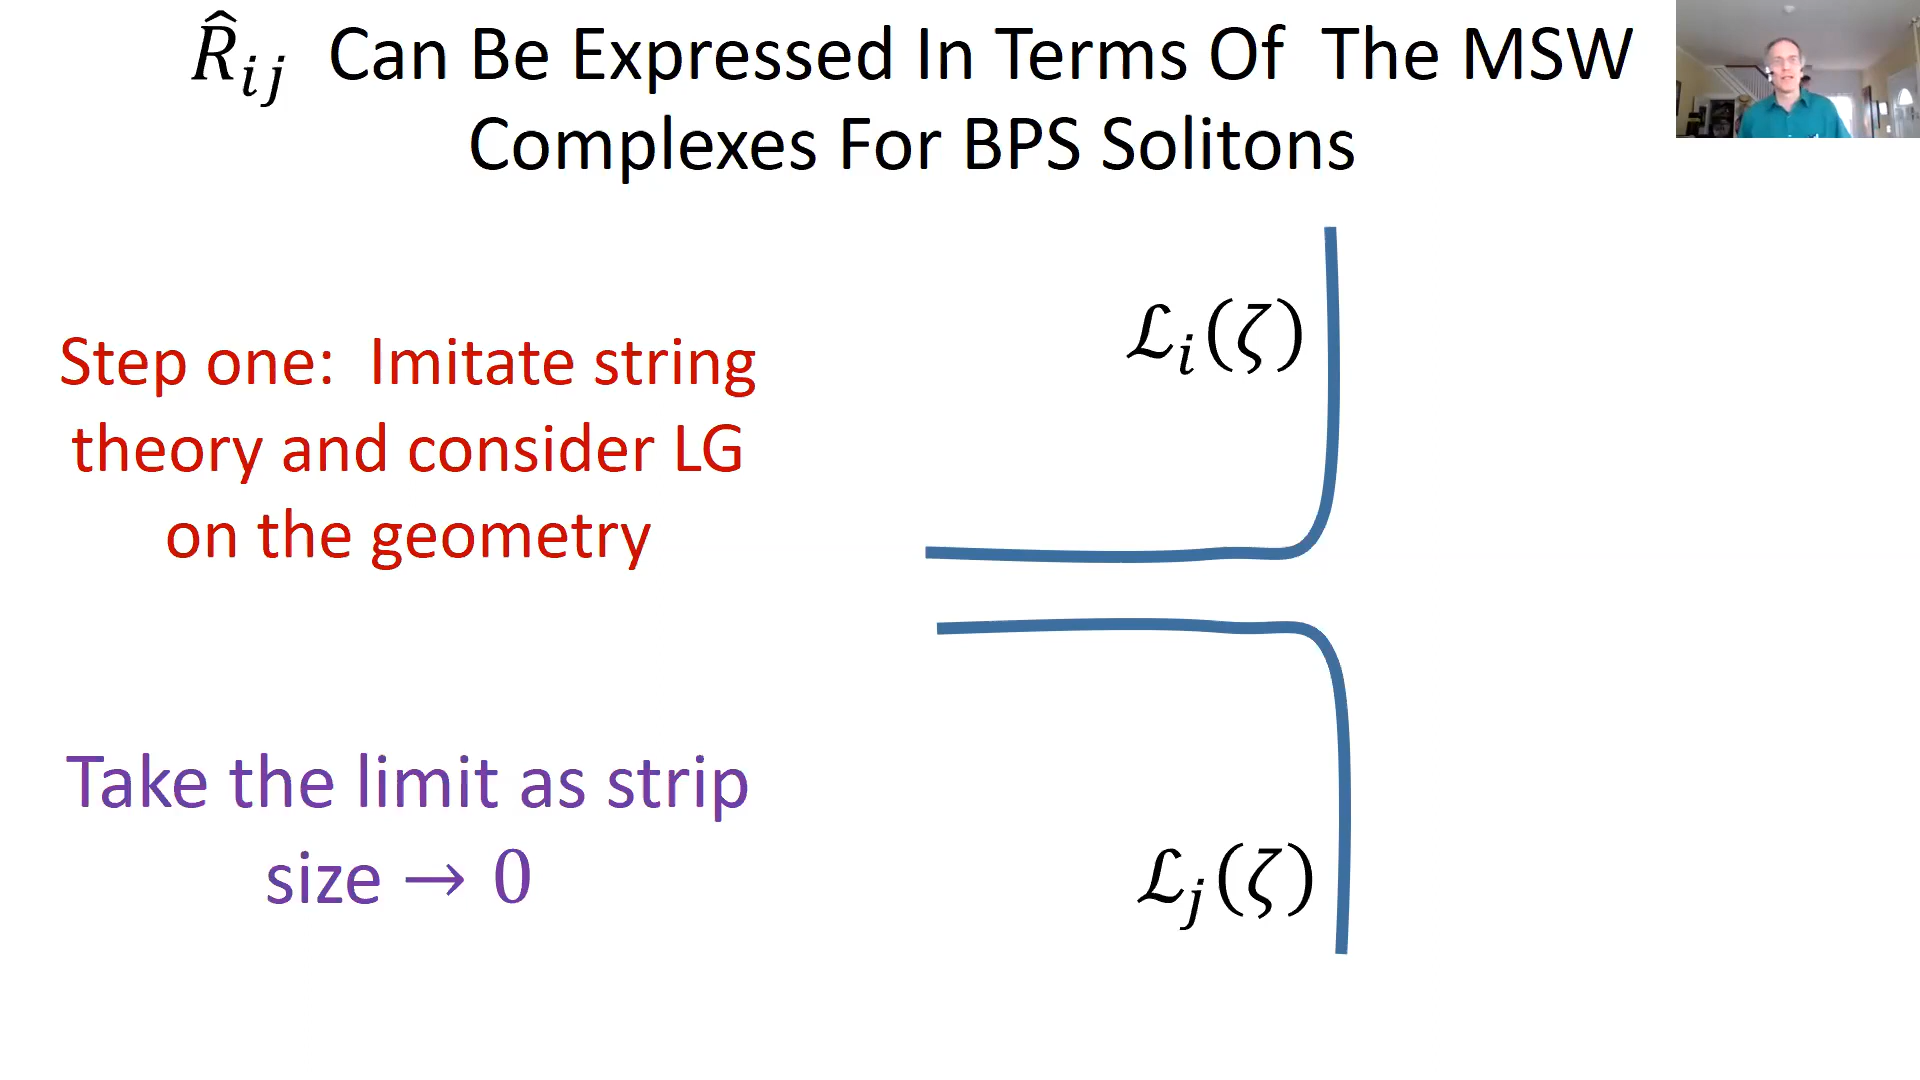 R̂ᵢⱼ Can Be Expressed In Terms Of The MSW
Complexes For BPS Solitons
Step one: Imitate string
theory and consider LG
on the geometry
Take the limit as strip
size → 0
ℒᵢ(ζ)
ℒⱼ(ζ)